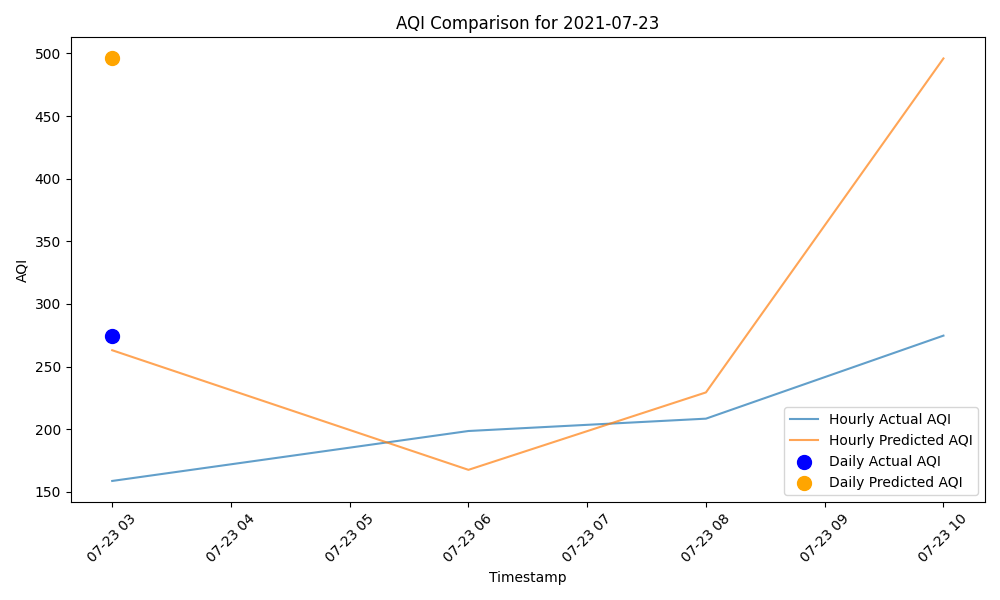 AQI Comparison for 2021-07-23
AQI
500
450
400
350
300
250
200
150
Hourly Actual AQI
Hourly Predicted AQI
Daily Actual AQI
Daily Predicted AQI
07-23 03
07-23 04
07-23 05
07-23 06
07-23 07
07-23 08
07-23 09
07-23 10
Timestamp